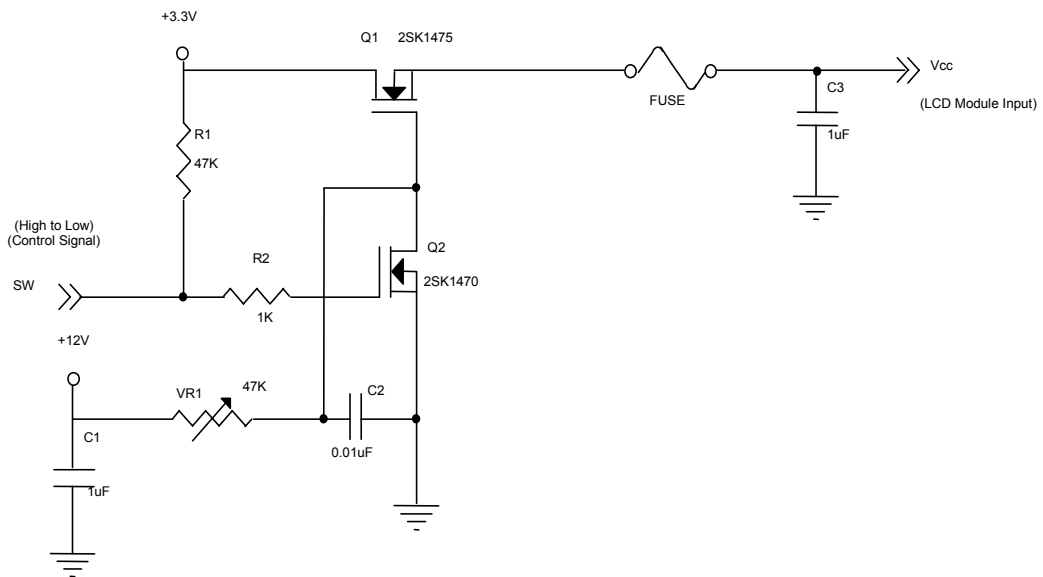 +3.3V
Q1 2SK1475
Vcc
C3
FUSE
(LCD Module Input)
R1
1uF
47K
(High to Low)
(Control Signal)
Q2
R2
2SK1470
SW
1K
+12V
47K
VR1
C2
C1
0.01uF
1uF